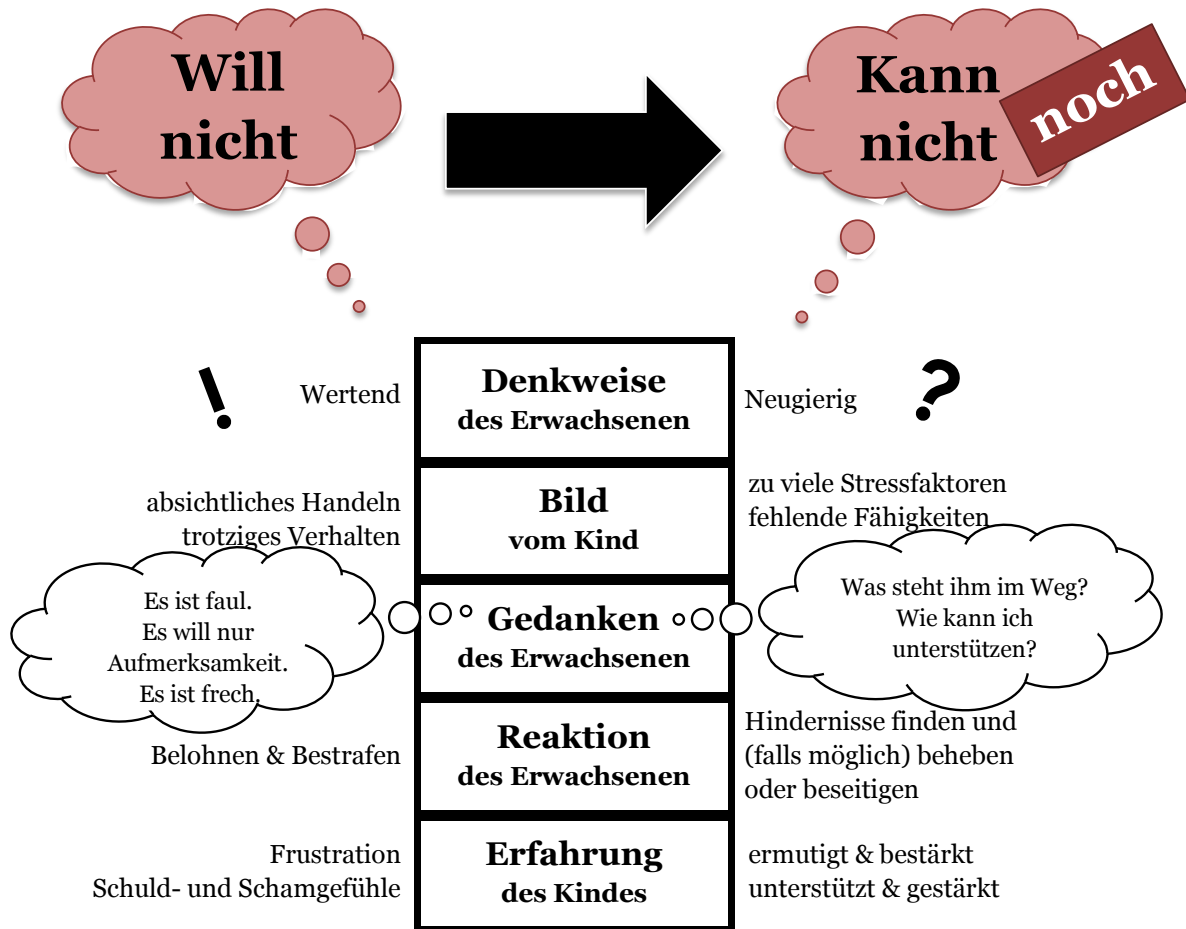 Will
nicht
Kann
nicht
noch
!
Wertend
Denkweise
des Erwachsenen
Neugierig
?
absichtliches Handeln
trotziges Verhalten
Bild
vom Kind
zu viele Stressfaktoren
fehlende Fähigkeiten
Es ist faul.
Es will nur
Aufmerksamkeit.
Es ist frech.
Gedanken
des Erwachsenen
Was steht ihm im Weg?
Wie kann ich
unterstützen?
Belohnen & Bestrafen
Reaktion
des Erwachsenen
Hindernisse finden und
(falls möglich) beheben
oder beseitigen
Frustration
Schuld- und Schamgefühle
Erfahrung
des Kindes
ermutigt & bestärkt
unterstützt & gestärkt